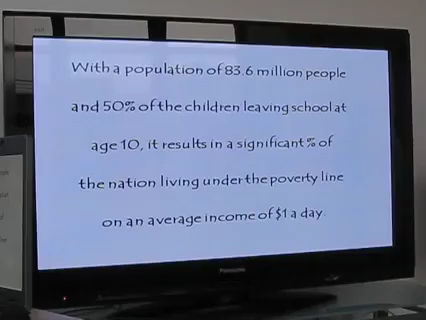 With a population of 83.6 million people
and 50% of the children leaving school at
age 10, it results in a significant % of
the nation living under the poverty line
on an average income of $1 a day.
Panasonic